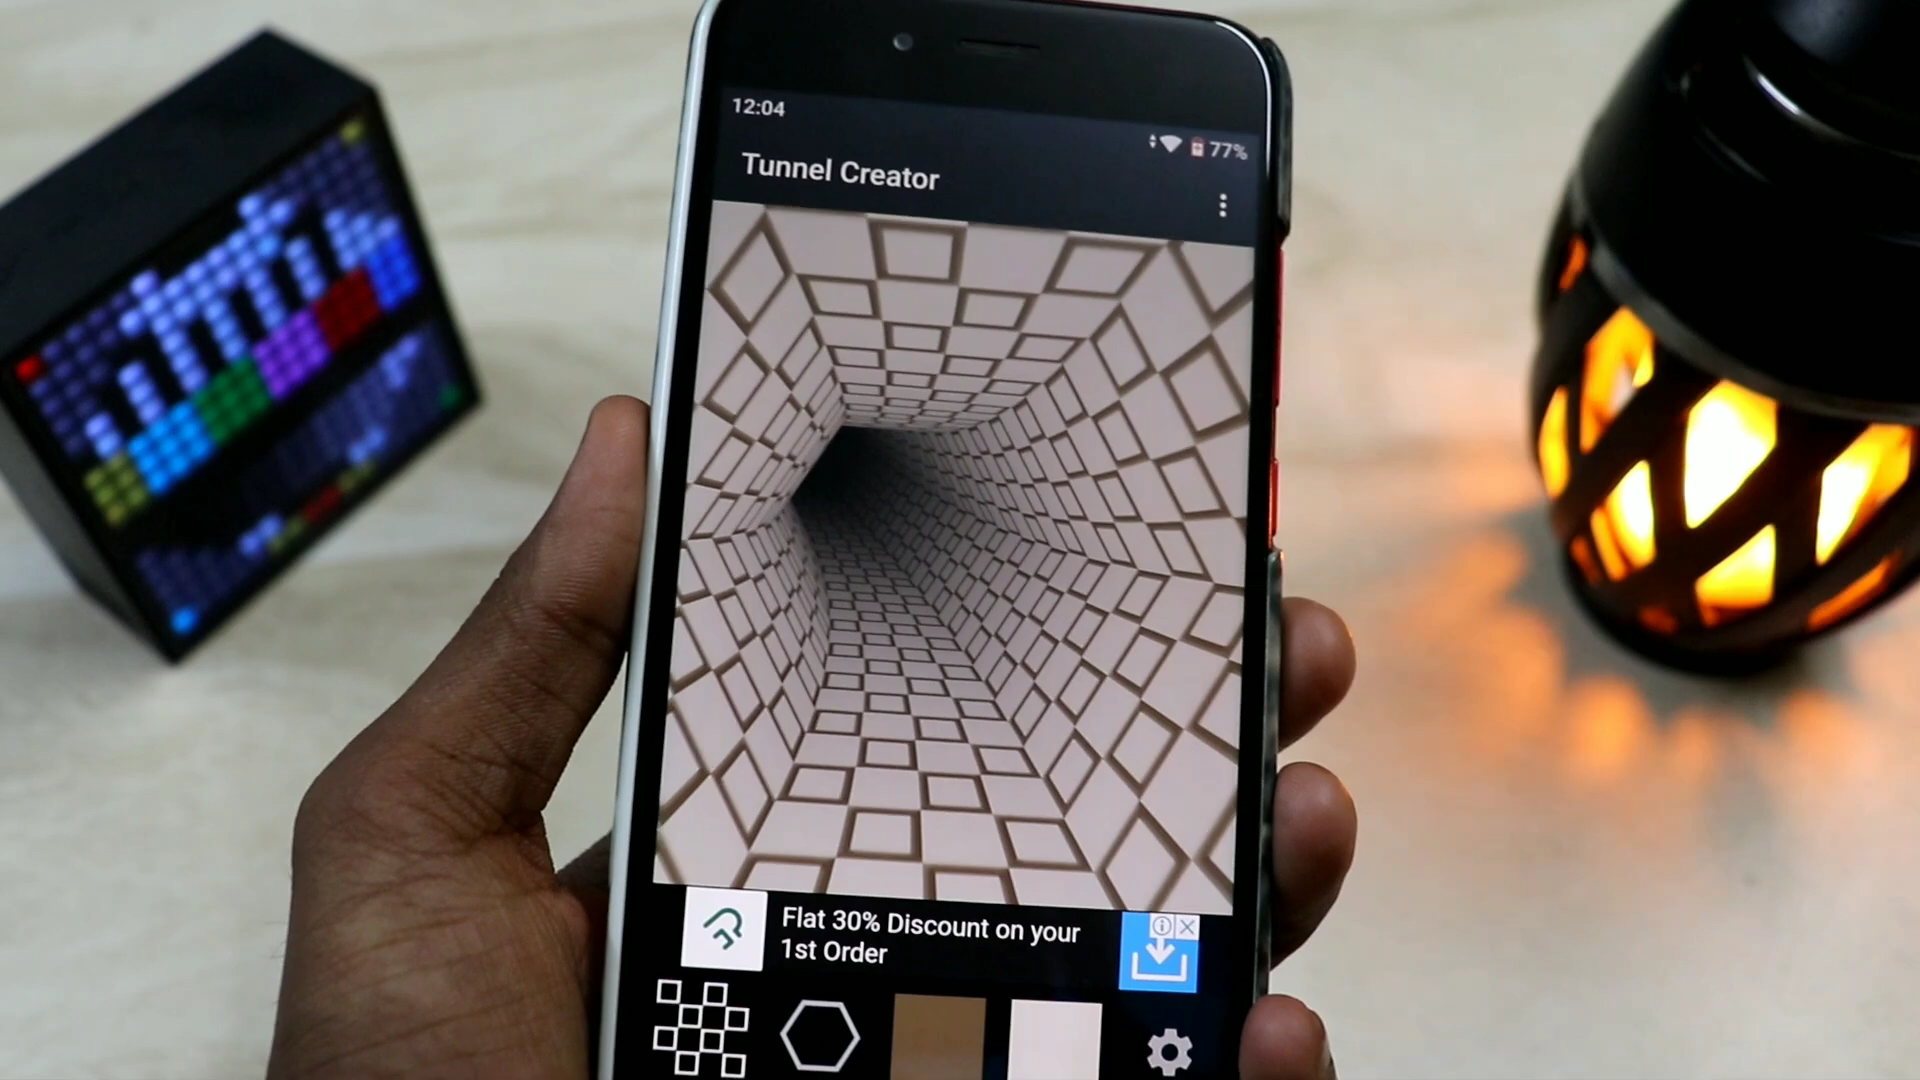 12:04
77%
Tunnel Creator
Flat 30% Discount on your
1st Order